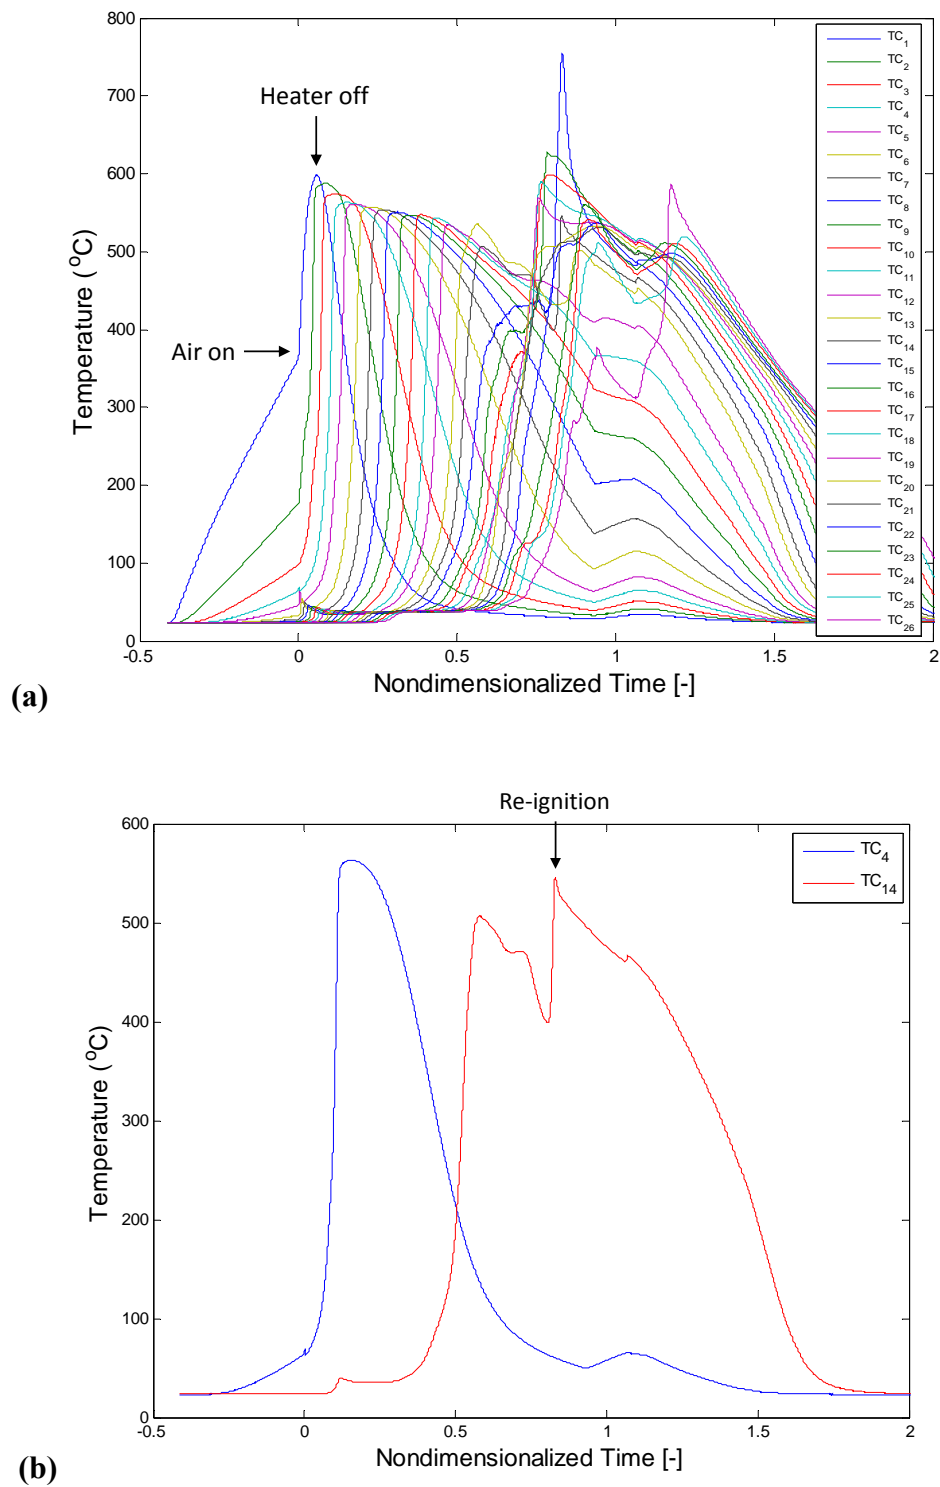 800
700
600
500
400
300
200
100
0
Temperature (°C)
Heater off
Air on
TC1
TC2
TC3
TC4
TC5
TC6
TC7
TC8
TC9
TC10
TC11
TC12
TC13
TC14
TC15
TC16
TC17
TC18
TC19
TC20
TC21
TC22
TC23
TC24
TC25
TC26
-0.5 0 0.5 1 1.5 2
Nondimensionalized Time [-]
(a)
Re-ignition
600
500
400
300
200
100
0
Temperature (°C)
TC4
TC14
-0.5 0 0.5 1 1.5 2
Nondimensionalized Time [-]
(b)